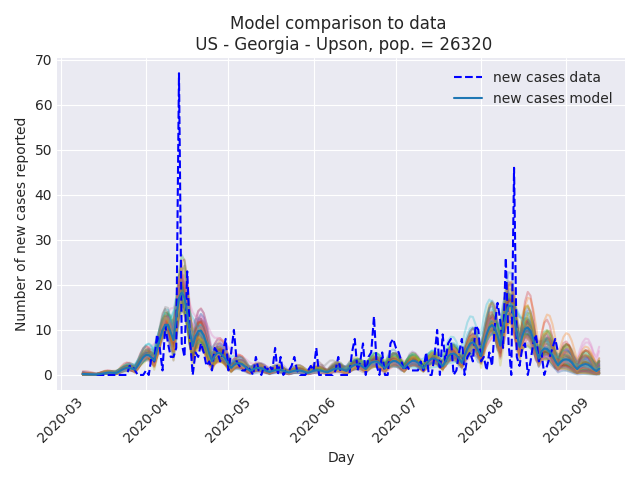 Model comparison to data
US - Georgia - Upson, pop. = 26320
new cases data
new cases model
Number of new cases reported
70
60
50
40
30
20
10
0
2020-03
2020-04
2020-05
2020-06
2020-07
2020-08
2020-09
Day